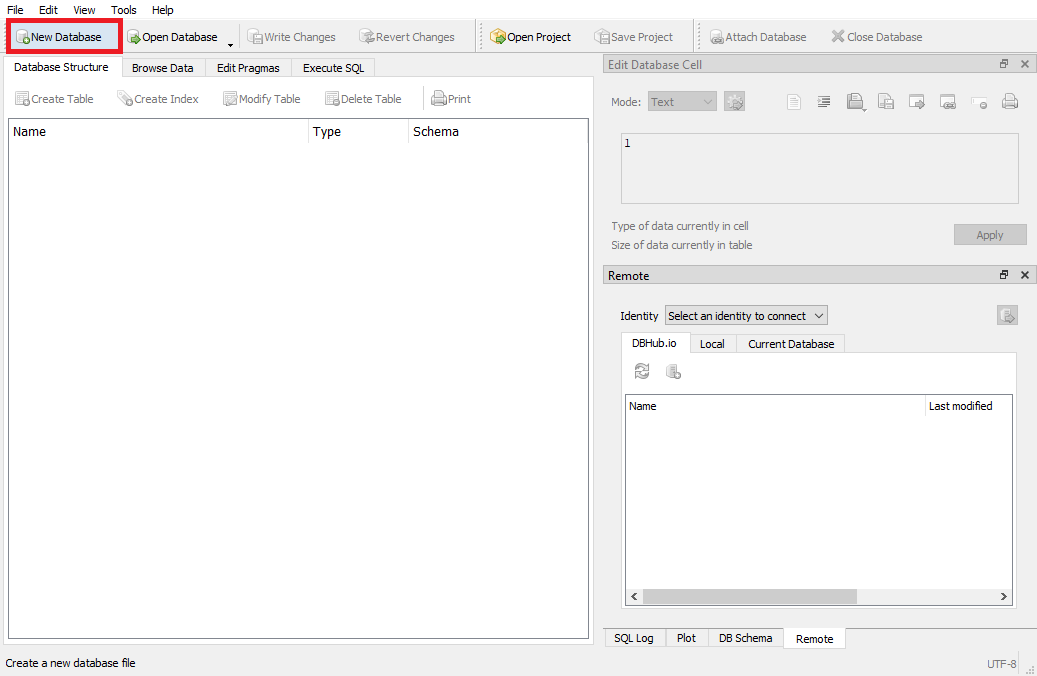 File Edit View Tools Help
New Database Open Database Write Changes Revert Changes Open Project Save Project Attach Database Close Database
Database Structure Browse Data Edit Pragmas Execute SQL
Create Table Create Index Modify Table Delete Table Print
Name Type Schema
Edit Database Cell
Mode: Text
1
Type of data currently in cell
Size of data currently in table
Apply
Remote
Identity Select an identity to connect
DBHub.io Local Current Database
Name Last modified
SQL Log Plot DB Schema Remote
Create a new database file
UTF-8